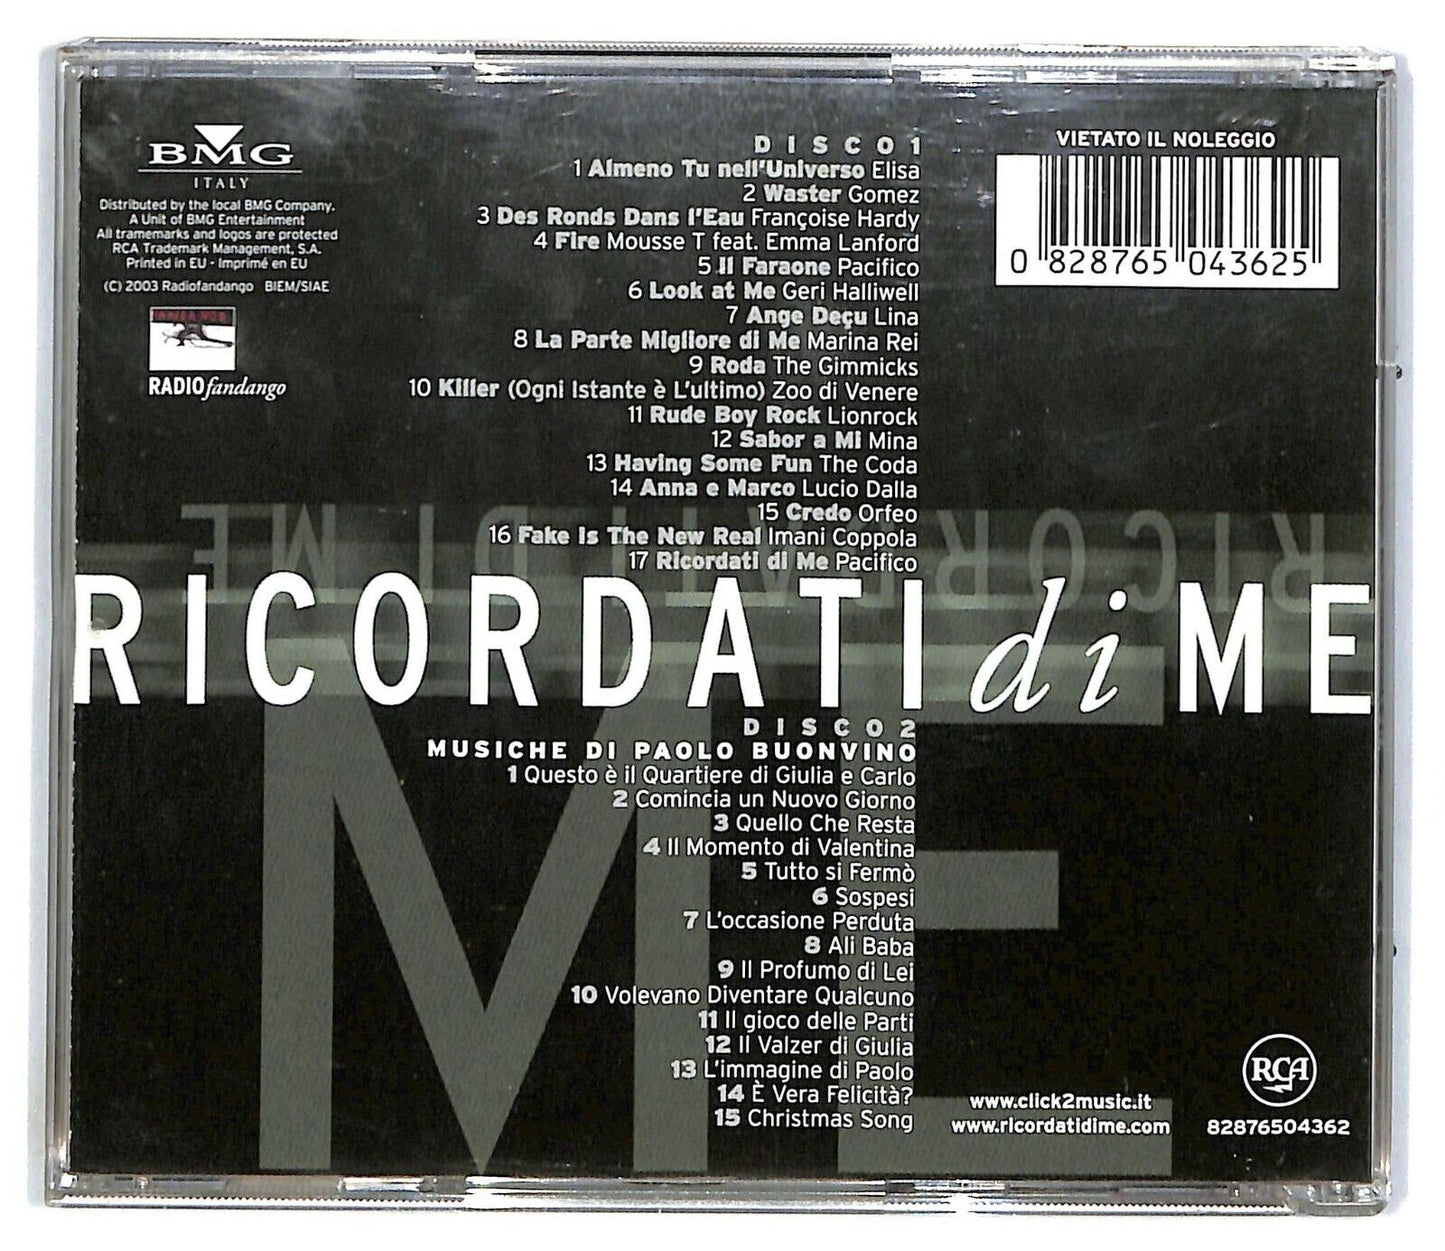 BMG
ITALY
Distributed by the local BMG Company.
A Unit of BMG Entertainment
All tramemarks and logos are protected
RCA Trademark Management, S.A.
Printed in EU - Imprimé en EU
(C) 2003 Radiofandango BIEM/SIAE
RADIOfandango
DISCO1
1 Almeno Tu nell'Universo Elisa
2 Waster Gomez
3 Des Ronds Dans l'Eau Françoise Hardy
4 Fire Mousse T feat. Emma Lanford
5 Il Faraone Pacifico
6 Look at Me Geri Halliwell
7 Ange Deçu Lina
8 La Parte Migliore di Me Marina Rei
9 Roda The Gimmicks
10 Killer (Ogni Istante è L'ultimo) Zoo di Venere
11 Rude Boy Rock Lionrock
12 Sabor a Mi Mina
13 Having Some Fun The Coda
14 Anna e Marco Lucio Dalla
15 Credo Orfeo
16 Fake Is The New Real Imani Coppola
17 Ricordati di Me Pacifico
VIETATO IL NOLEGGIO
0 828765 043625
RICORDATI DI ME
RICORDATI di ME
ME
DISCO2
MUSICHE DI PAOLO BUONVINO
1 Questo è il Quartiere di Giulia e Carlo
2 Comincia un Nuovo Giorno
3 Quello Che Resta
4 Il Momento di Valentina
5 Tutto si Fermò
6 Sospesi
7 L'occasione Perduta
8 Ali Baba
9 Il Profumo di Lei
10 Volevano Diventare Qualcuno
11 Il gioco delle Parti
12 Il Valzer di Giulia
13 L'immagine di Paolo
14 È Vera Felicità?
15 Christmas Song
www.click2music.it
www.ricordatidime.com
RCA
82876504362